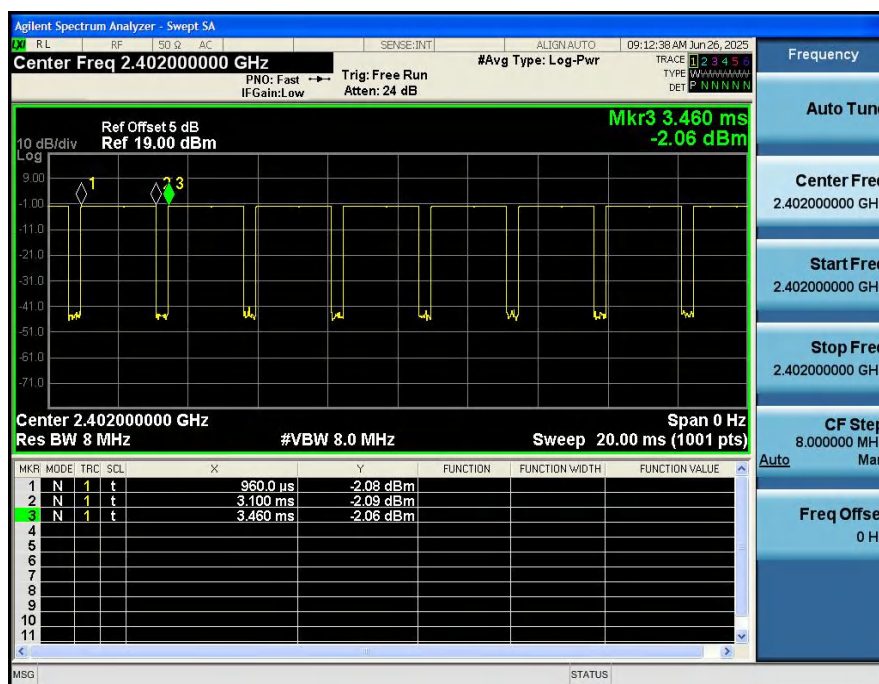 Agilent Spectrum Analyzer - Swept SA
RL RF 50 Ω AC SENSE:INT ALIGN AUTO 09:12:38 AM Jun 26, 2025
Center Freq 2.402000000 GHz
PNO: Fast
IFGain:Low
Trig: Free Run
Atten: 24 dB
#Avg Type: Log-Pwr
TRACE 1 2 3 4 5 6
TYPE
DET P N N N N N
Ref Offset 5 dB
10 dB/div Ref 19.00 dBm
Log
Mkr3 3.460 ms
-2.06 dBm
1
2 3
9.00
-1.00
-11.0
-21.0
-31.0
-41.0
-51.0
-61.0
-71.0
Center 2.402000000 GHz Span 0 Hz
Res BW 8 MHz #VBW 8.0 MHz Sweep 20.00 ms (1001 pts)
MKR MODE TRC SCL X Y FUNCTION FUNCTION WIDTH FUNCTION VALUE
1 N 1 t 960.0 µs -2.08 dBm
2 N 1 t 3.100 ms -2.09 dBm
3 N 1 t 3.460 ms -2.06 dBm
4
5
6
7
8
9
10
11
MSG STATUS
Frequency
Auto Tun
Center Fre
2.402000000 GH
Start Fre
2.402000000 GH
Stop Fre
2.402000000 GH
CF Step
8.000000 MH
Auto Ma
Freq Offse
0 H